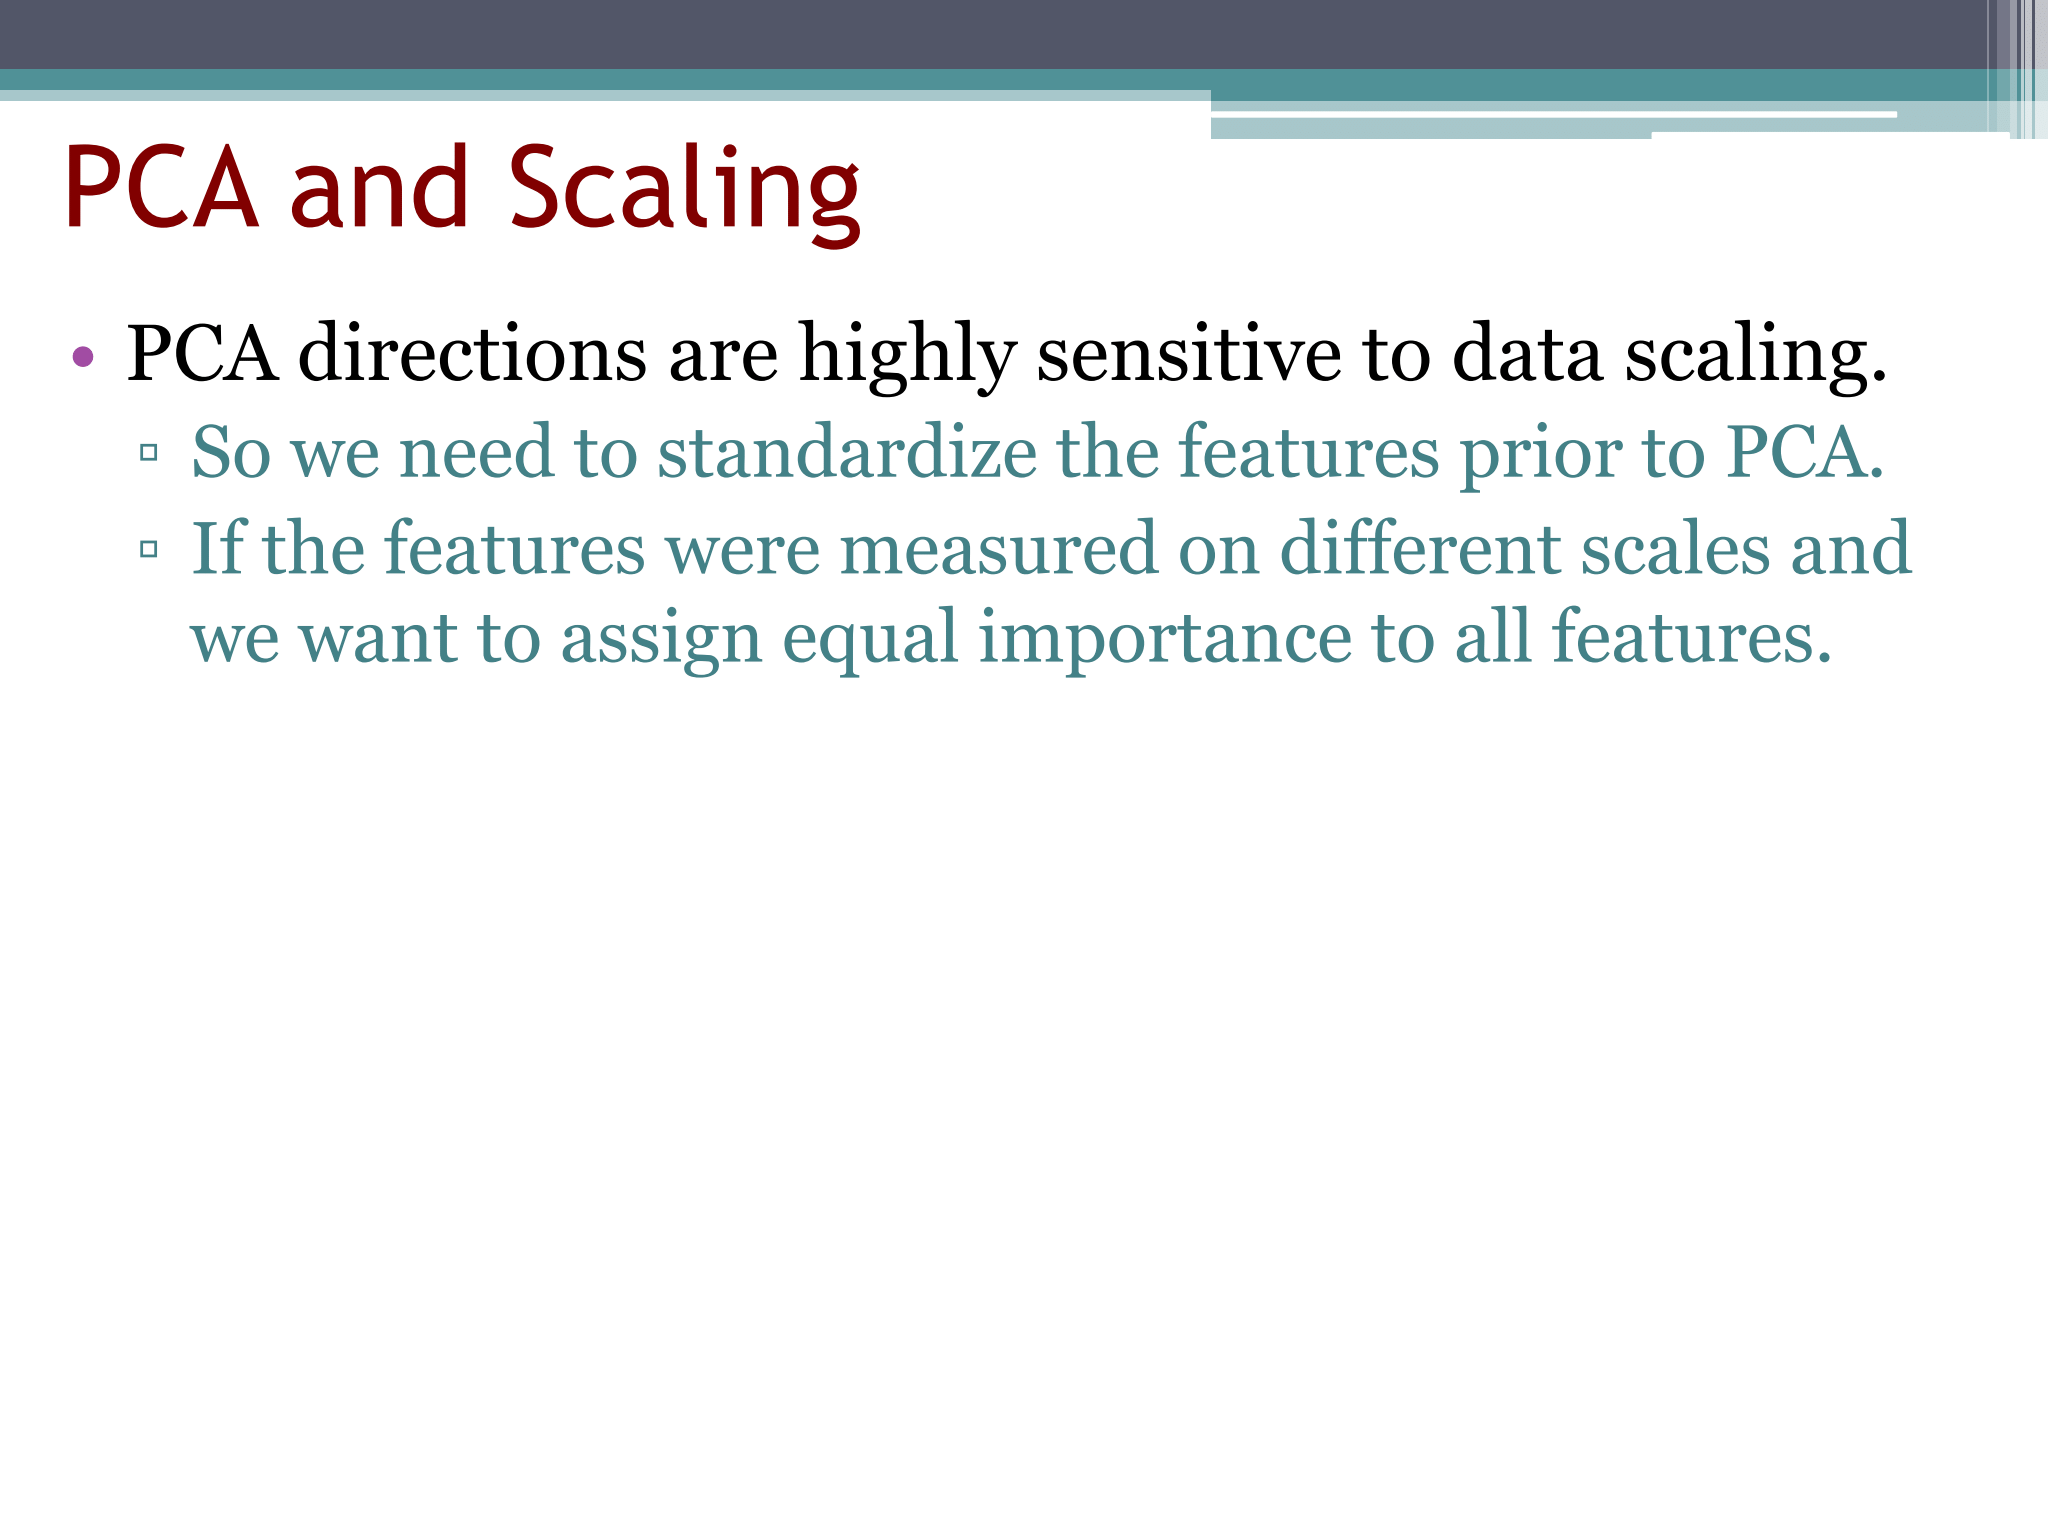 PCA and Scaling
• PCA directions are highly sensitive to data scaling.
▫ So we need to standardize the features prior to PCA.
▫ If the features were measured on different scales and
we want to assign equal importance to all features.